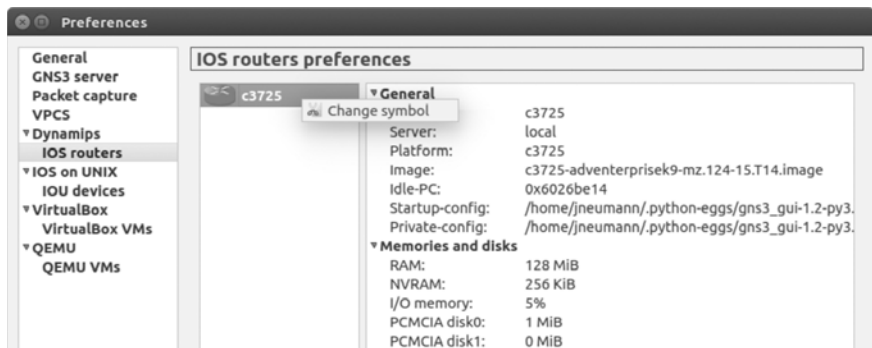 Preferences
General
GNS3 server
Packet capture
VPCS
Dynamips
IOS routers
IOS on UNIX
IOU devices
VirtualBox
VirtualBox VMs
QEMU
QEMU VMs
IOS routers preferences
c3725
Change symbol
General
c3725
Server: local
Platform: c3725
Image: c3725-adventerprisek9-mz.124-15.T14.image
Idle-PC: 0x6026be14
Startup-config: /home/jneumann/.python-eggs/gns3_gui-1.2-py3.
Private-config: /home/jneumann/.python-eggs/gns3_gui-1.2-py3.
Memories and disks
RAM: 128 MiB
NVRAM: 256 KiB
I/O memory: 5%
PCMCIA disk0: 1 MiB
PCMCIA disk1: 0 MiB